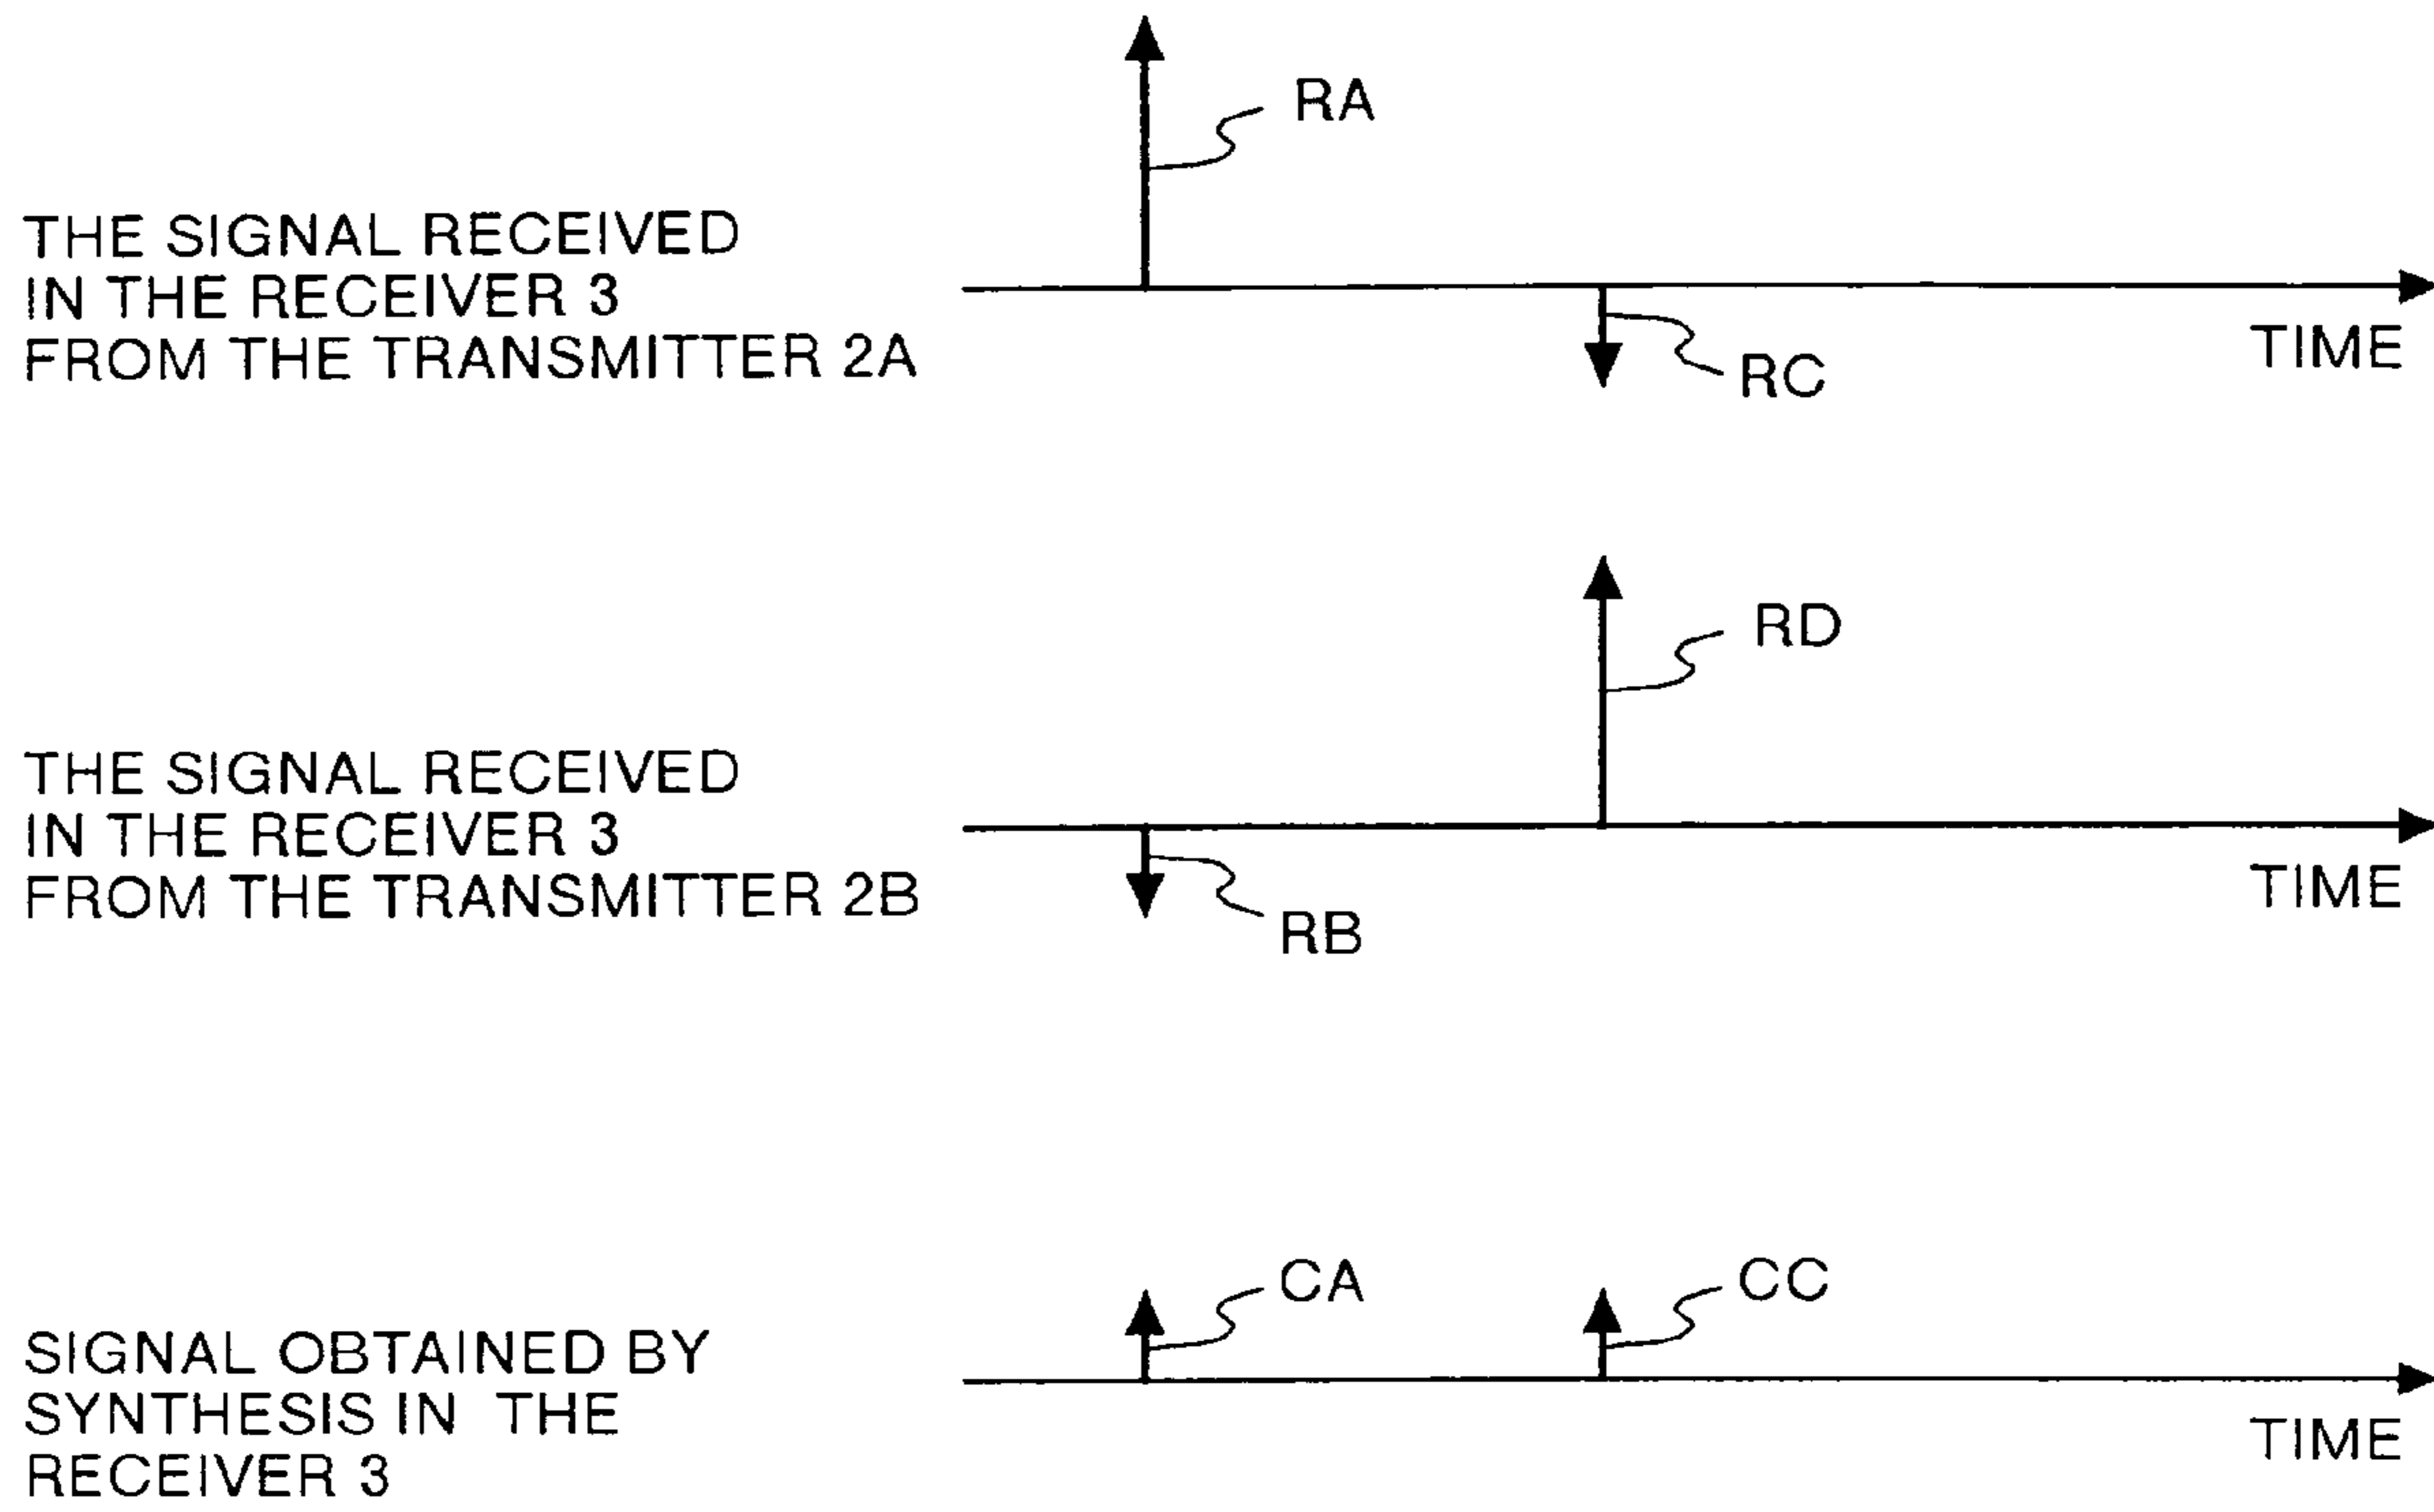 RA
THE SIGNAL RECEIVED
IN THE RECEIVER 3
FROM THE TRANSMITTER 2A
TIME
RC
RD
THE SIGNAL RECEIVED
IN THE RECEIVER 3
FROM THE TRANSMITTER 2B
TIME
RB
CA
CC
SIGNAL OBTAINED BY
SYNTHESIS IN THE
RECEIVER 3
TIME